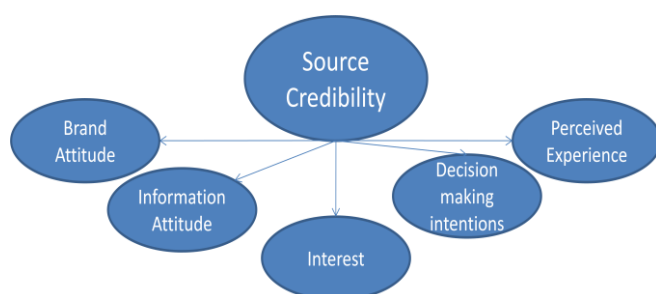 Source
Credibility
Brand
Attitude
Information
Attitude
Interest
Decision
making
intentions
Perceived
Experience